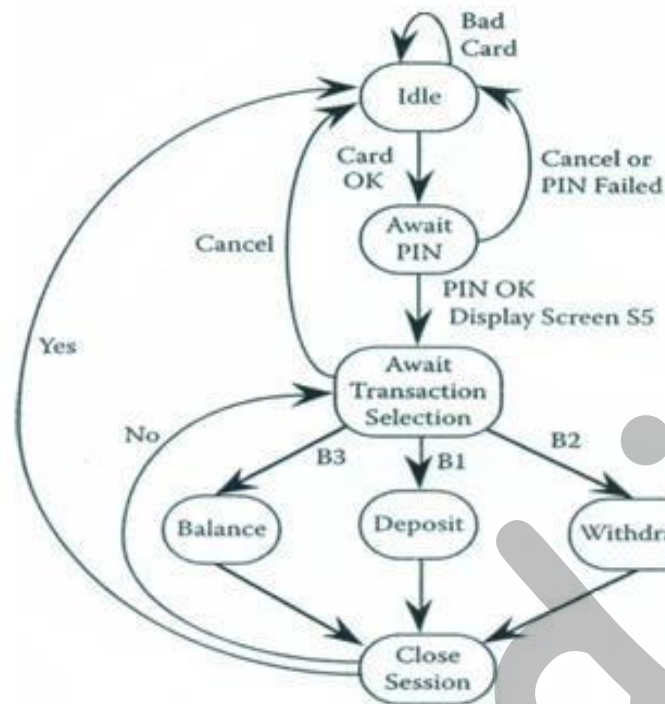 Bad
Card
Idle
Card
OK
Cancel or
PIN Failed
Await
PIN
Cancel
PIN OK
Display Screen S5
Yes
Await
Transaction
Selection
No
B3
B1
B2
Balance
Deposit
Withdr
Close
Session